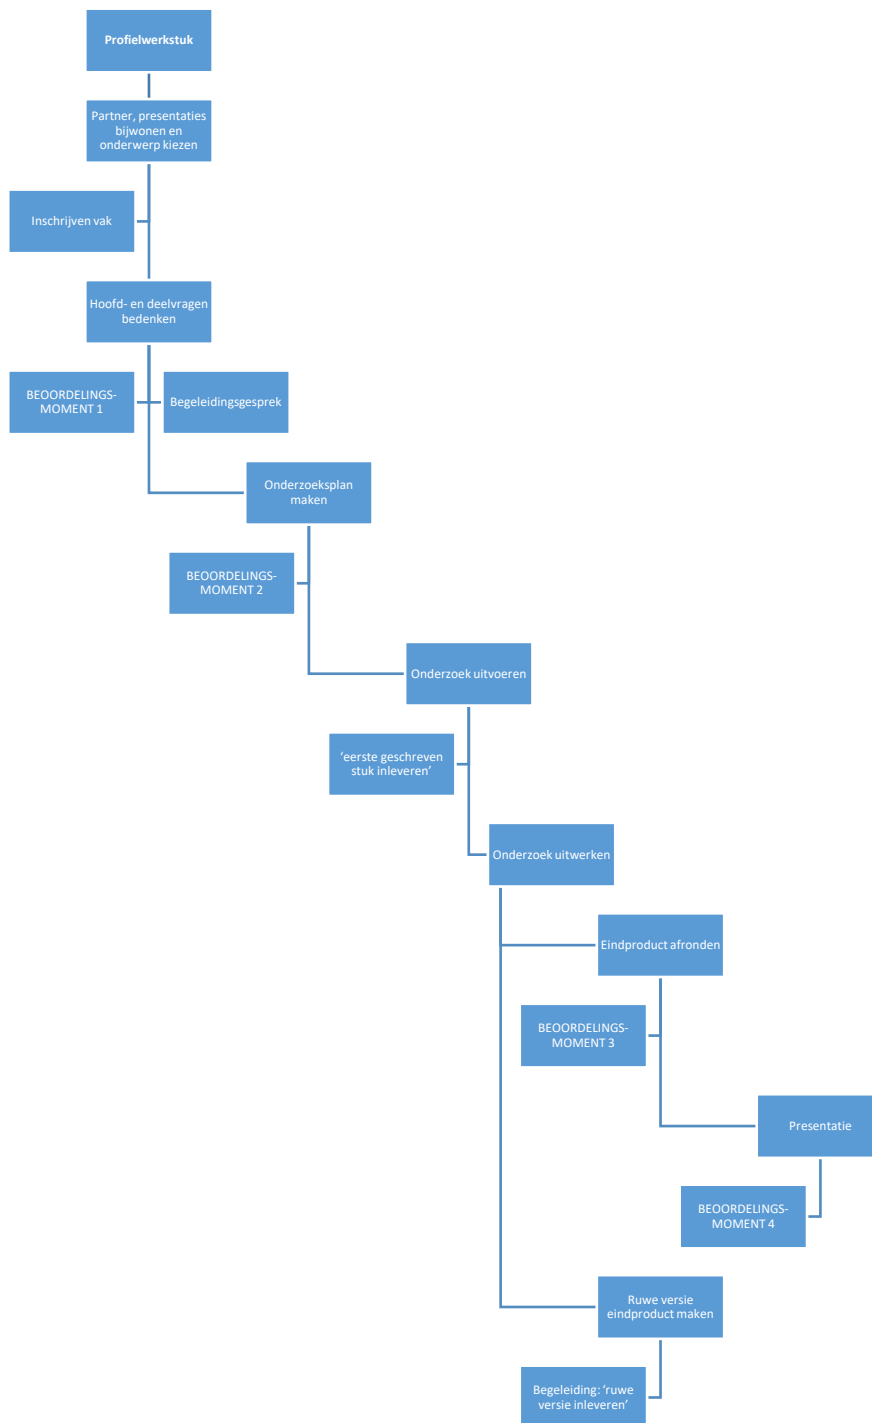 Profielwerkstuk
Partner, presentaties
bijwonen en
onderwerp kiezen
Inschrijven vak
Hoofd- en deelvragen
bedenken
BEOORDELINGS-
MOMENT 1
Begeleidingsgesprek
Onderzoeksplan
maken
BEOORDELINGS-
MOMENT 2
Onderzoek uitvoeren
‘eerste geschreven
stuk inleveren’
Onderzoek uitwerken
Eindproduct afronden
BEOORDELINGS-
MOMENT 3
Presentatie
BEOORDELINGS-
MOMENT 4
Ruwe versie
eindproduct maken
Begeleiding: ‘ruwe
versie inleveren’